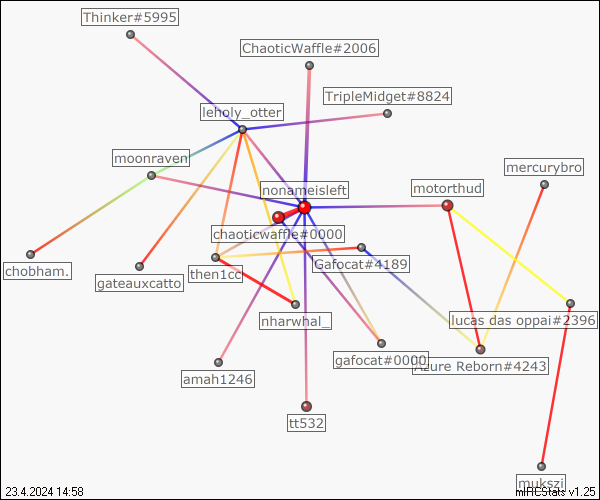 Thinker#5995
ChaoticWaffle#2006
TripleMidget#8824
leholy_otter
moonraven
mercurybro
nonameisleft
motorthud
chaoticwaffle#0000
Gafocat#4189
chobham.
then1cc
gateauxcatto
lucas das oppai#2396
nharwhal_
gafocat#0000
Azure Reborn#4243
amah1246
tt532
mukszi
23.4.2024 14:58
mIRCStats v1.25